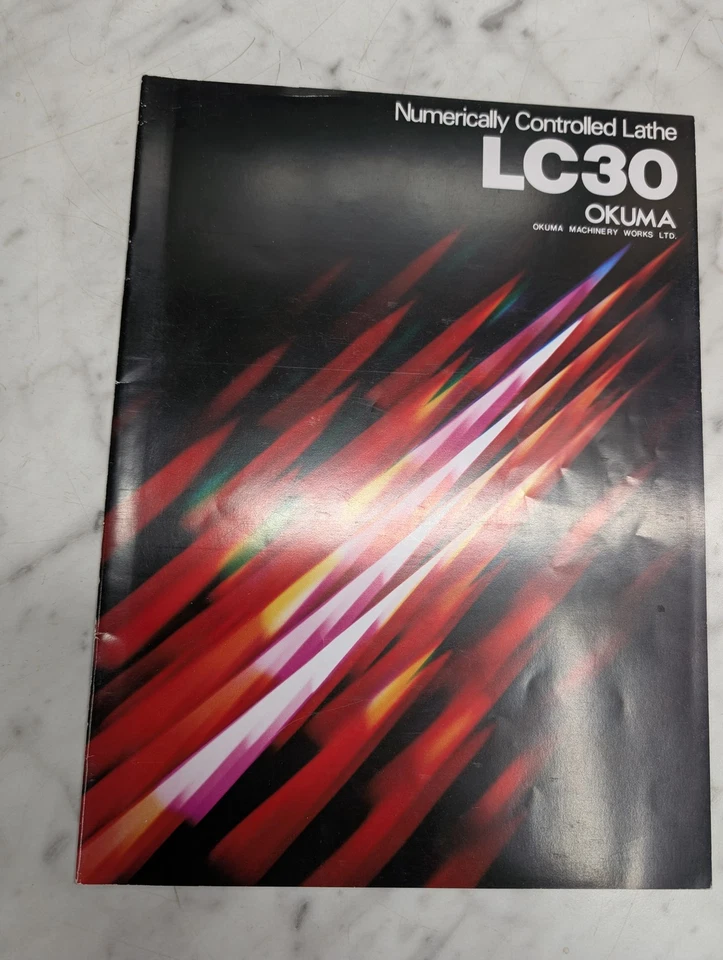 Numerically Controlled Lathe
LC30
OKUMA
OKUMA MACHINERY WORKS LTD.